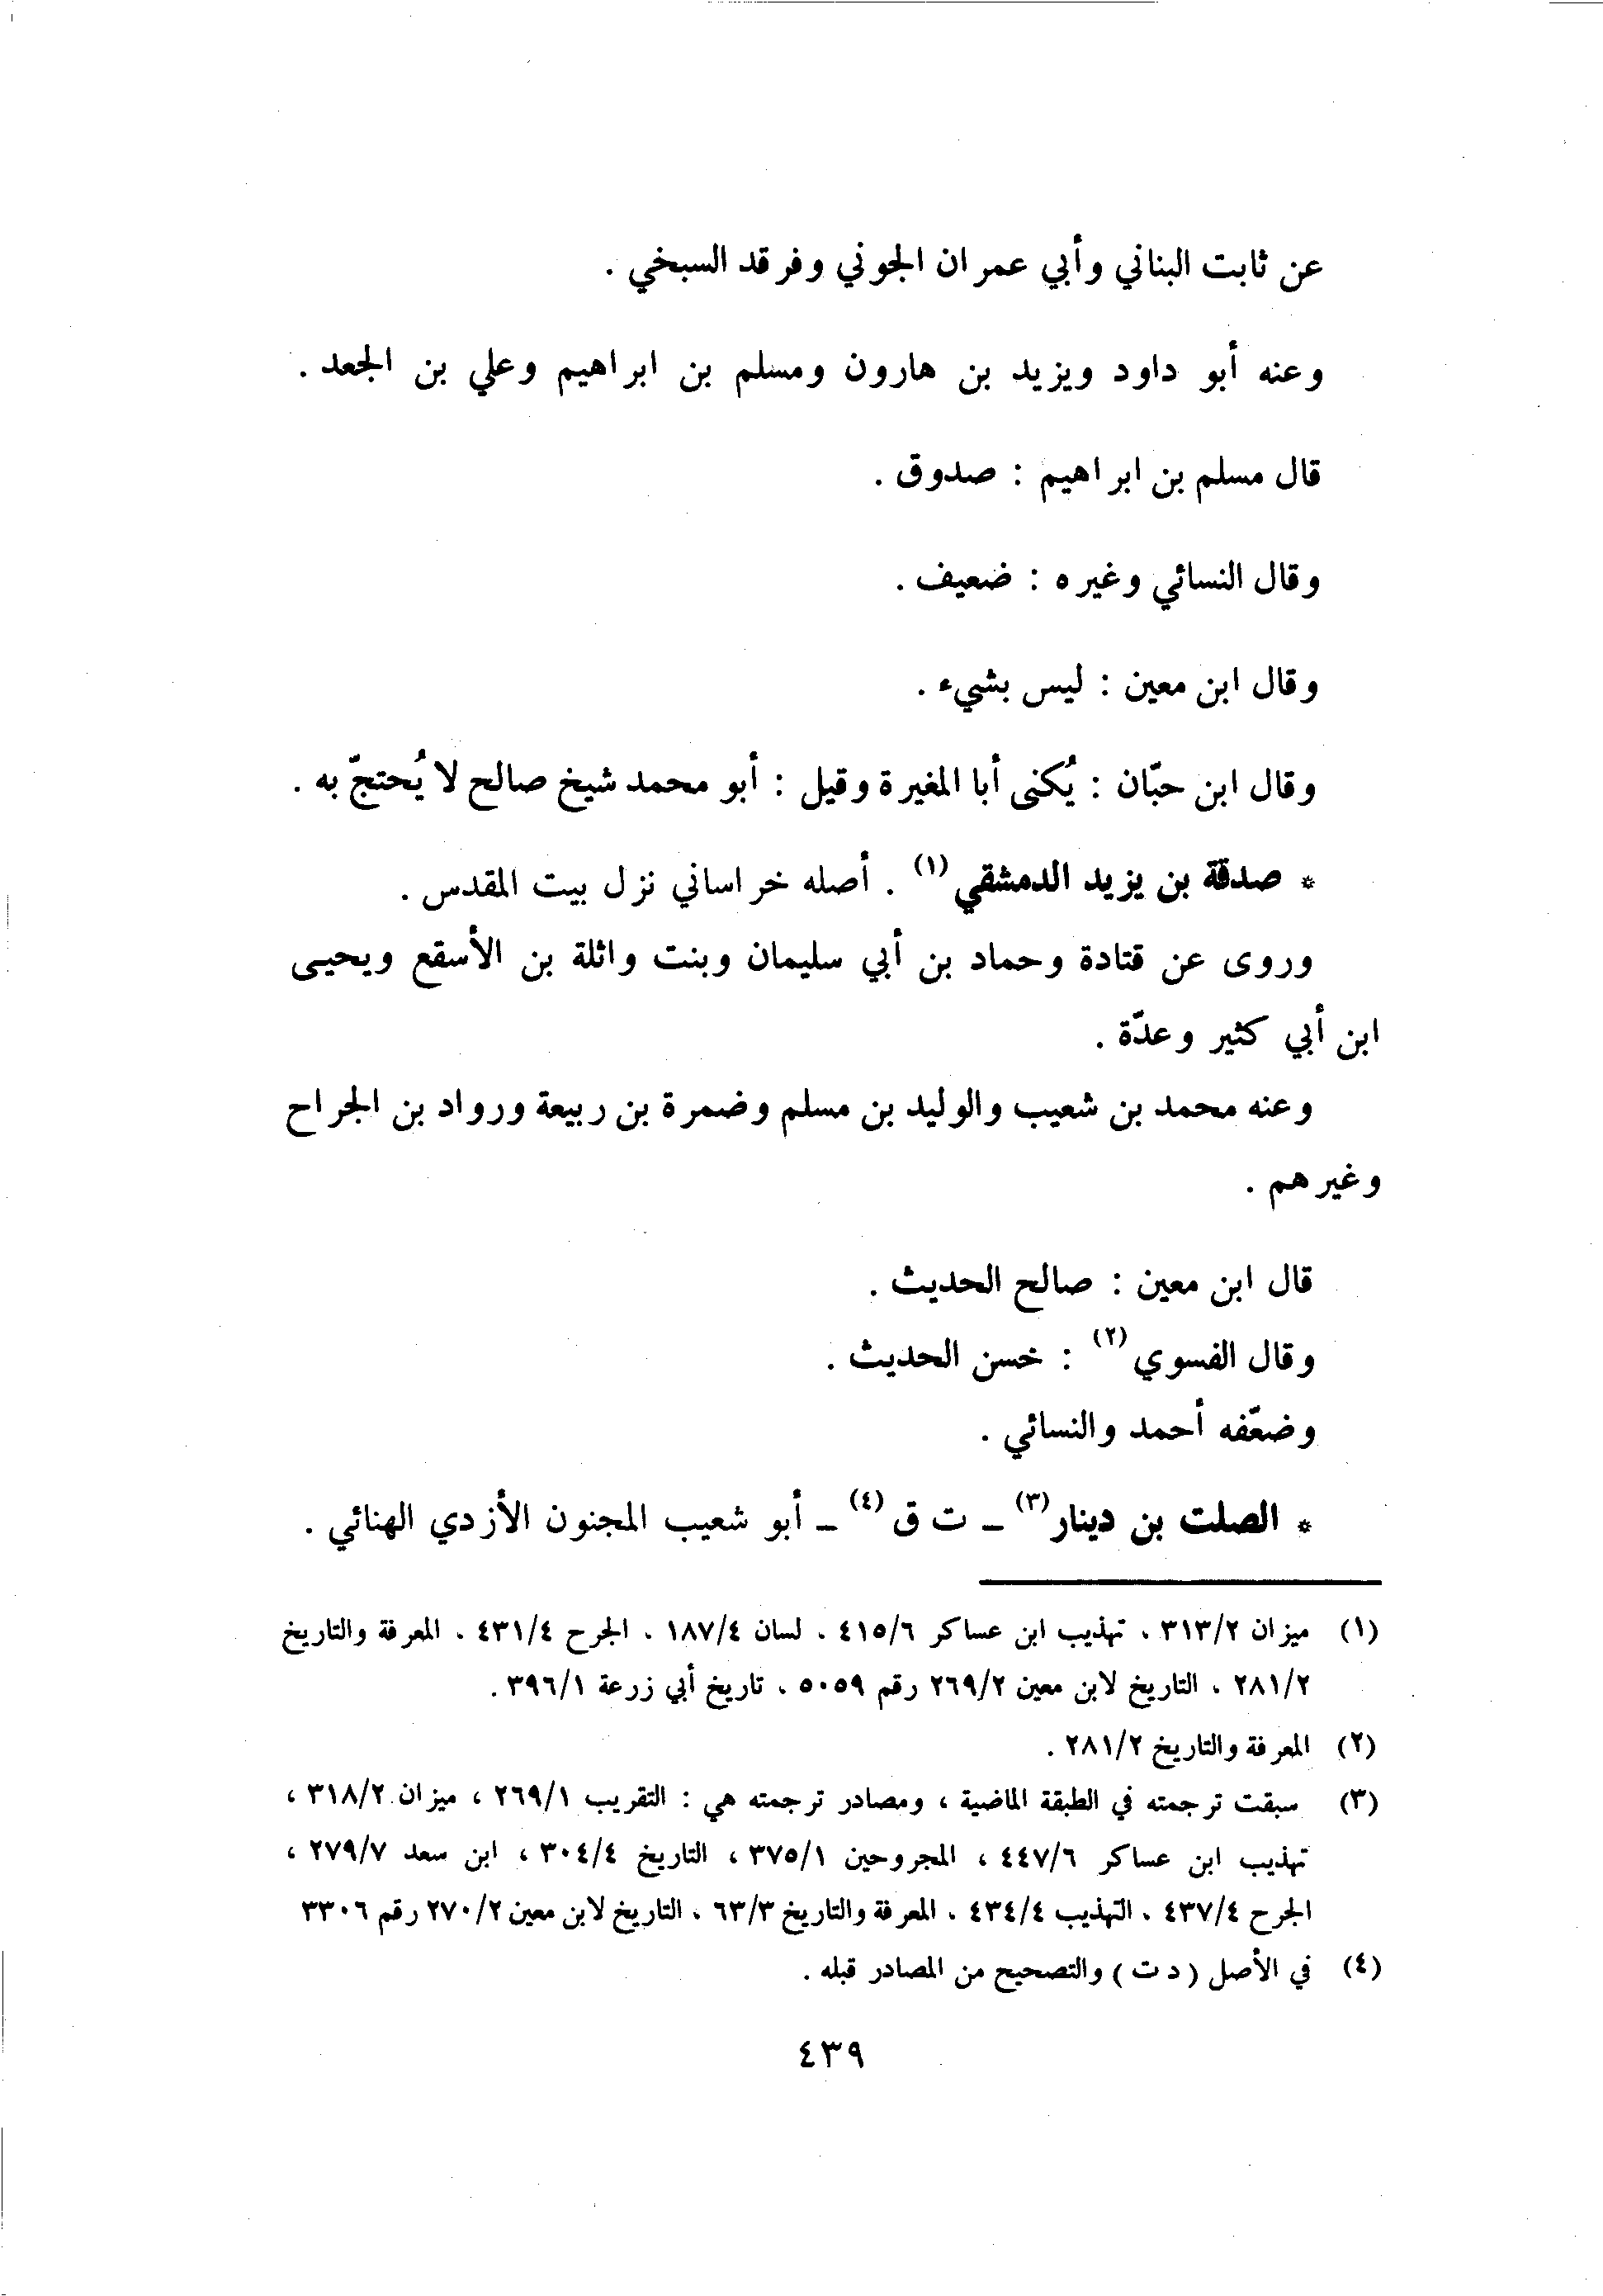 عن ثابت البناني وأبي عمران الجوني وفرقد السبخي .
وعنه أبو داود ويزيد بن هارون ومسلم بن ابراهيم وعلي بن الجعد .
قال مسلم بن ابراهيم : صدوق .
وقال النسائي وغيره : ضعيف .
وقال ابن معين : ليس بشيء .
وقال ابن حبّان : يُكنى أبا المغيرة وقيل : أبو محمد شيخ صالح لا يُحتجّ به .
* صدقة بن يزيد الدمشقي (١) . أصله خراساني نزل بيت المقدس .
وروى عن قتادة وحماد بن أبي سليمان وبنت واثلة بن الأسقع ويحيى
ابن أبي كثير وعدّة .
وعنه محمد بن شعيب والوليد بن مسلم وضمرة بن ربيعة ورواد بن الجراح
وغيرهم .
قال ابن معين : صالح الحديث .
وقال الفسوي (٢) : خسن الحديث .
وضعّفه أحمد والنسائي .
* الصلت بن دينار (٣) – ت ق (٤) – أبو شعيب المجنون الأزدي الهنائي .
(١) ميزان ٣١٣/٢ . تهذيب ابن عساكر ٤١٥/٦ . لسان ١٨٧/٤ . الجرح ٤٣١/٤ . المعرفة والتاريخ
٢٨١/٢ . التاريخ لابن معين ٢٦٩/٢ رقم ٥٠٥٩ . تاريخ أبي زرعة ٣٩٦/١ .
(٢) المعرفة والتاريخ ٢٨١/٢ .
(٣) سبقت ترجمته في الطبقة الماضية ، ومصادر ترجمته هي : التقريب ٢٦٩/١ ، ميزان ٣١٨/٢ ،
تهذيب ابن عساكر ٤٤٧/٦ ، المجروحين ٣٧٥/١ ، التاريخ ٣٠٤/٤ ، ابن سعد ٢٧٩/٧ ،
الجرح ٤٣٧/٤ . التهذيب ٤٣٤/٤ . المعرفة والتاريخ ٦٣/٣ . التاريخ لابن معين ٢٧٠/٢ رقم ٣٣٠٦
(٤) في الأصل ( د ت ) والتصحيح من المصادر قبله .
٤٣٩